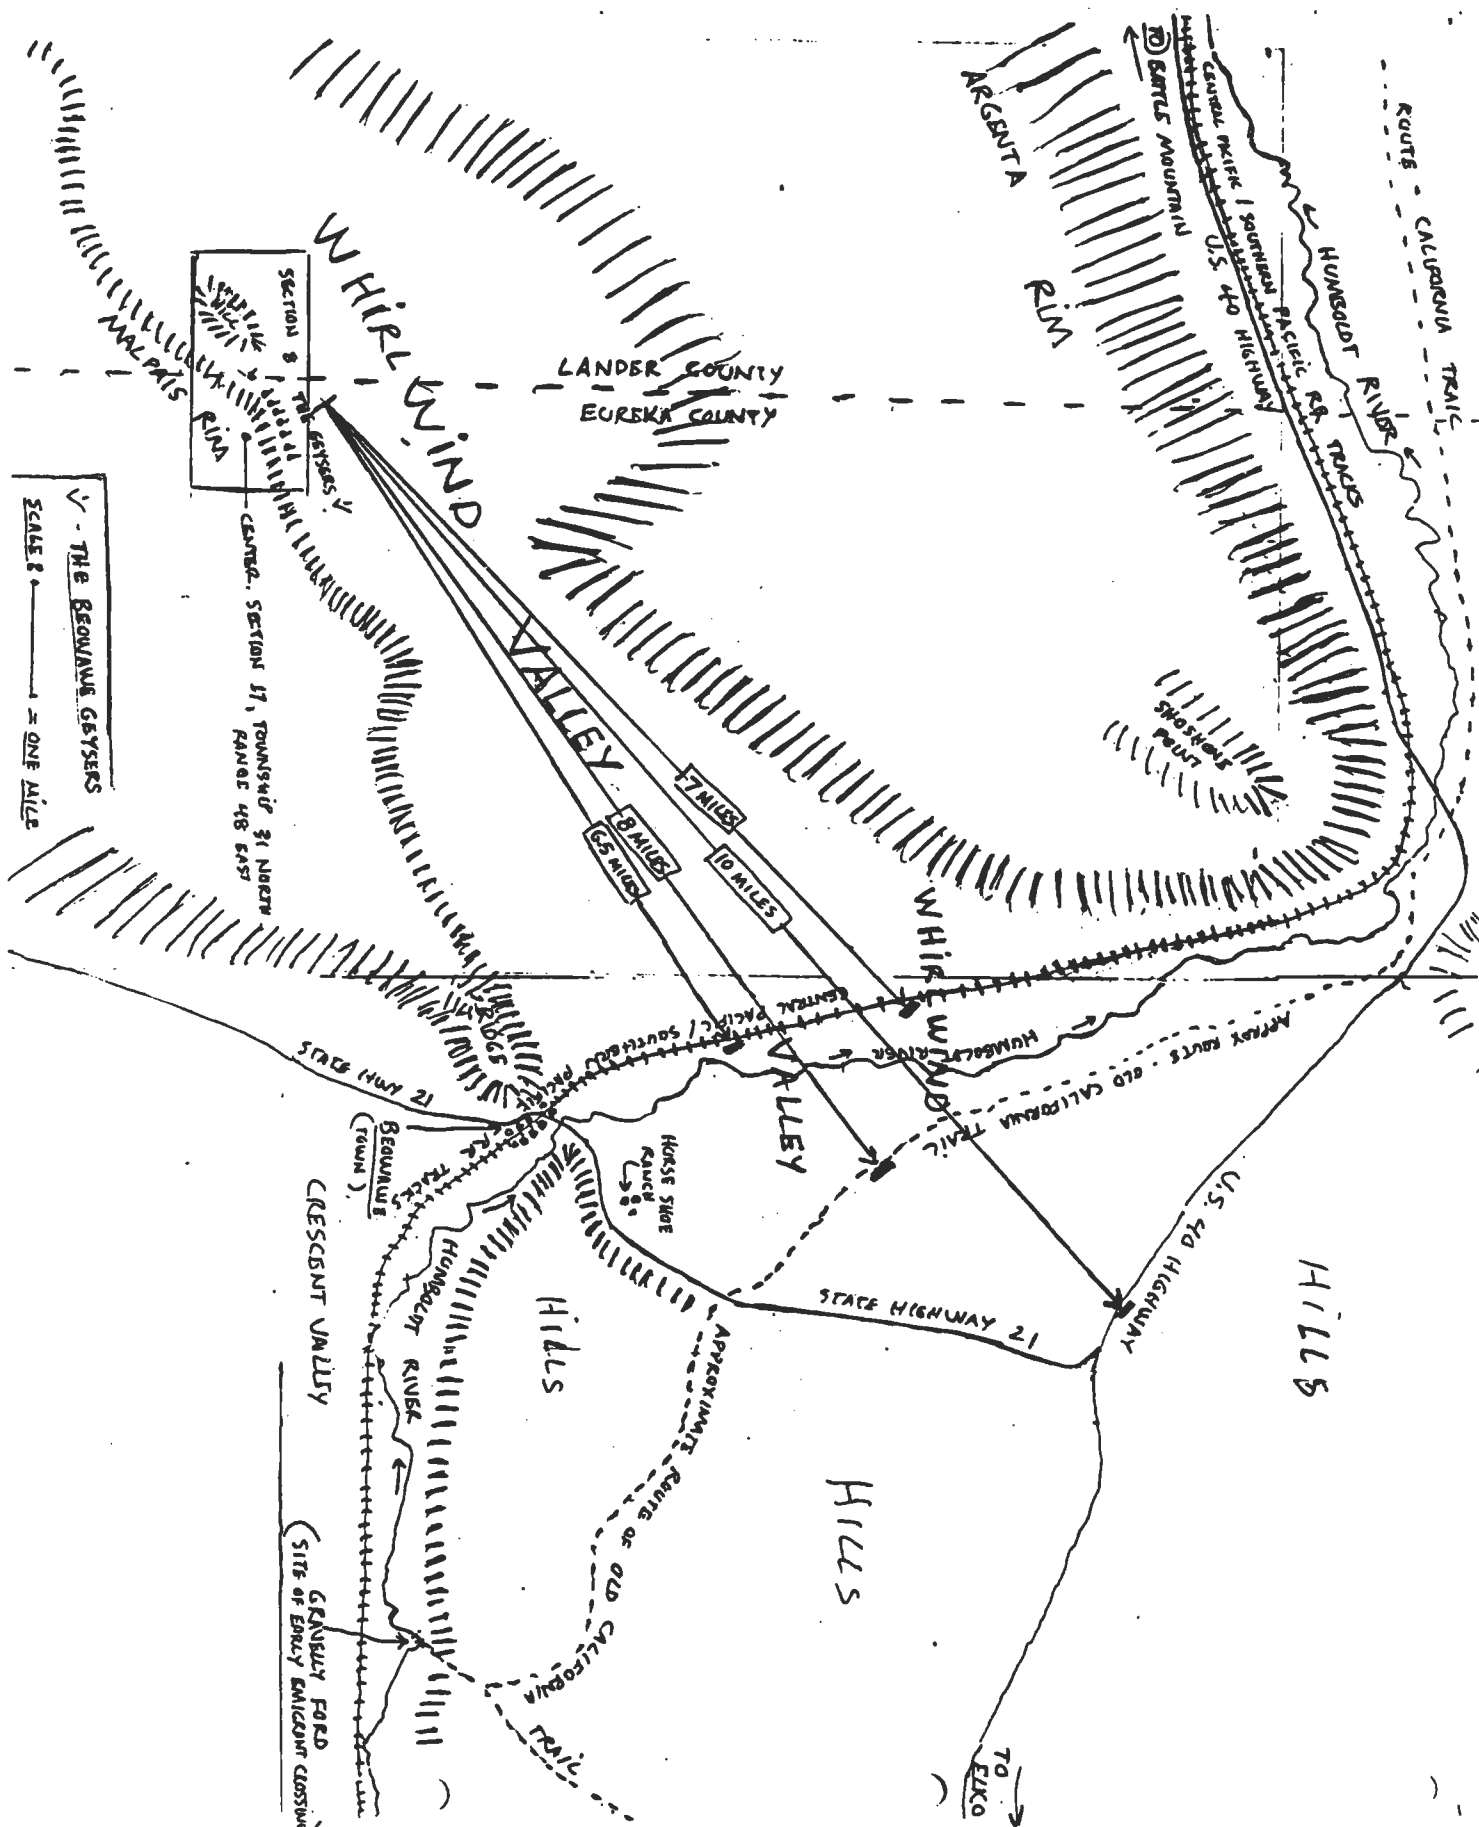 ROUTE - CALIFORNIA TRAIL
← HUMBOLDT RIVER ←
CENTRAL PACIFIC / SOUTHERN PACIFIC RR TRACKS
U.S. 40 HIGHWAY
← TO BATTLE MOUNTAIN
ARGENTA
RIM
SHOSHONE
POINT
LANDER COUNTY
EUREKA COUNTY
WHIRLWIND
VALLEY
SECTION 8
THE GEYSERS
MALPAIS
RIM
CENTER, SECTION 17, TOWNSHIP 31 NORTH
RANGE 48 EAST
- THE BEOWAWE GEYSERS
SCALE: = ONE MILE
7 MILES
10 MILES
8 MILES
6.5 MILES
WHIRLWIND
VALLEY
CENTRAL PACIFIC / SOUTHERN PACIFIC RR TRACKS
HUMBOLDT RIVER →
APPROX ROUTE - OLD CALIFORNIA TRAIL
U.S. 40 HIGHWAY
HILLS
RIDGE
STATE HWY 21
BEOWAWE
(TOWN)
HORSE SHOE
RANCH
STATE HIGHWAY 21
CRESCENT VALLEY
HUMBOLDT RIVER
HILLS
APPROXIMATE ROUTE OF OLD CALIFORNIA TRAIL
HILLS
GRAVELLY FORD
(SITE OF EARLY EMIGRANT CROSSING)
TO
ELKO →